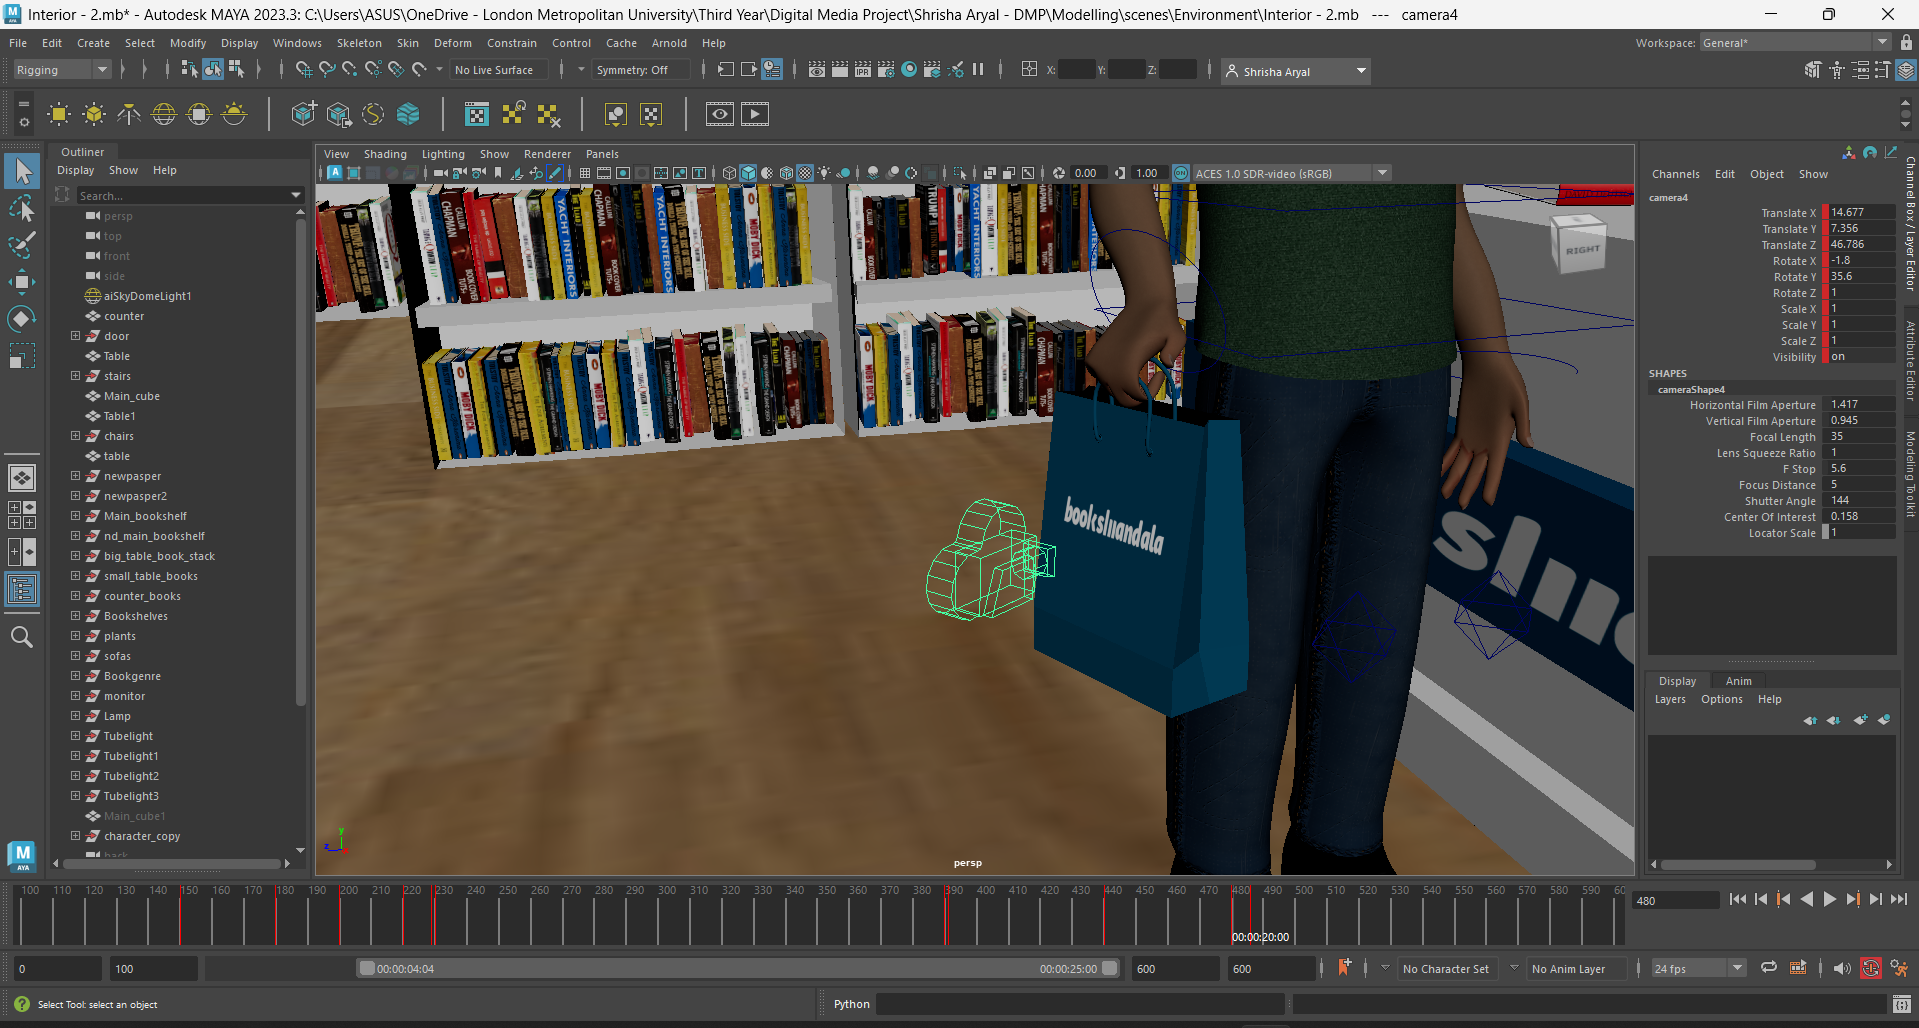 Interior - 2.mb* - Autodesk MAYA 2023.3: C:\Users\ASUS\OneDrive - London Metropolitan University\Third Year\Digital Media Project\Shrisha Aryal - DMP\Modelling\scenes\Environment\Interior - 2.mb --- camera4
File Edit Create Select Modify Display Windows Skeleton Skin Deform Constrain Control Cache Arnold Help
Workspace: General*
Rigging
No Live Surface
Symmetry: Off
IPR
X: Y: Z:
Shrisha Aryal
Outliner
Display Show Help
Search...
persp
top
front
side
aiSkyDomeLight1
counter
door
Table
stairs
Main_cube
Table1
chairs
table
newpasper
newpasper2
Main_bookshelf
nd_main_bookshelf
big_table_book_stack
small_table_books
counter_books
Bookshelves
plants
sofas
Bookgenre
monitor
Lamp
Tubelight
Tubelight1
Tubelight2
Tubelight3
Main_cube1
character_copy
back
View Shading Lighting Show Renderer Panels
0.00
1.00
ACES 1.0 SDR-video (sRGB)
CALLUM CHAPMAN
YACHT INTERIORS
BOOK COVER
TRUMP
MOBY DICK
RIGHT
bookshuandala
persp
Channels Edit Object Show
camera4
Translate X 14.677
Translate Y 7.356
Translate Z 46.786
Rotate X -1.8
Rotate Y 35.6
Rotate Z 1
Scale X 1
Scale Y 1
Scale Z 1
Visibility on
SHAPES
cameraShape4
Horizontal Film Aperture 1.417
Vertical Film Aperture 0.945
Focal Length 35
Lens Squeeze Ratio 1
F Stop 5.6
Focus Distance 5
Shutter Angle 144
Center Of Interest 0.158
Locator Scale 1
Channel Box / Layer Editor
Attribute Editor
Modeling Toolkit
Display Anim
Layers Options Help
100 110 120 130 140 150 160 170 180 190 200 210 220 230 240 250 260 270 280 290 300 310 320 330 340 350 360 370 380 390 400 410 420 430 440 450 460 470 480 490 500 510 520 530 540 550 560 570 580 590 60
00:00:20:00
480
0
100
00:00:04:04
00:00:25:00
600
600
No Character Set
No Anim Layer
24 fps
Select Tool: select an object
Python